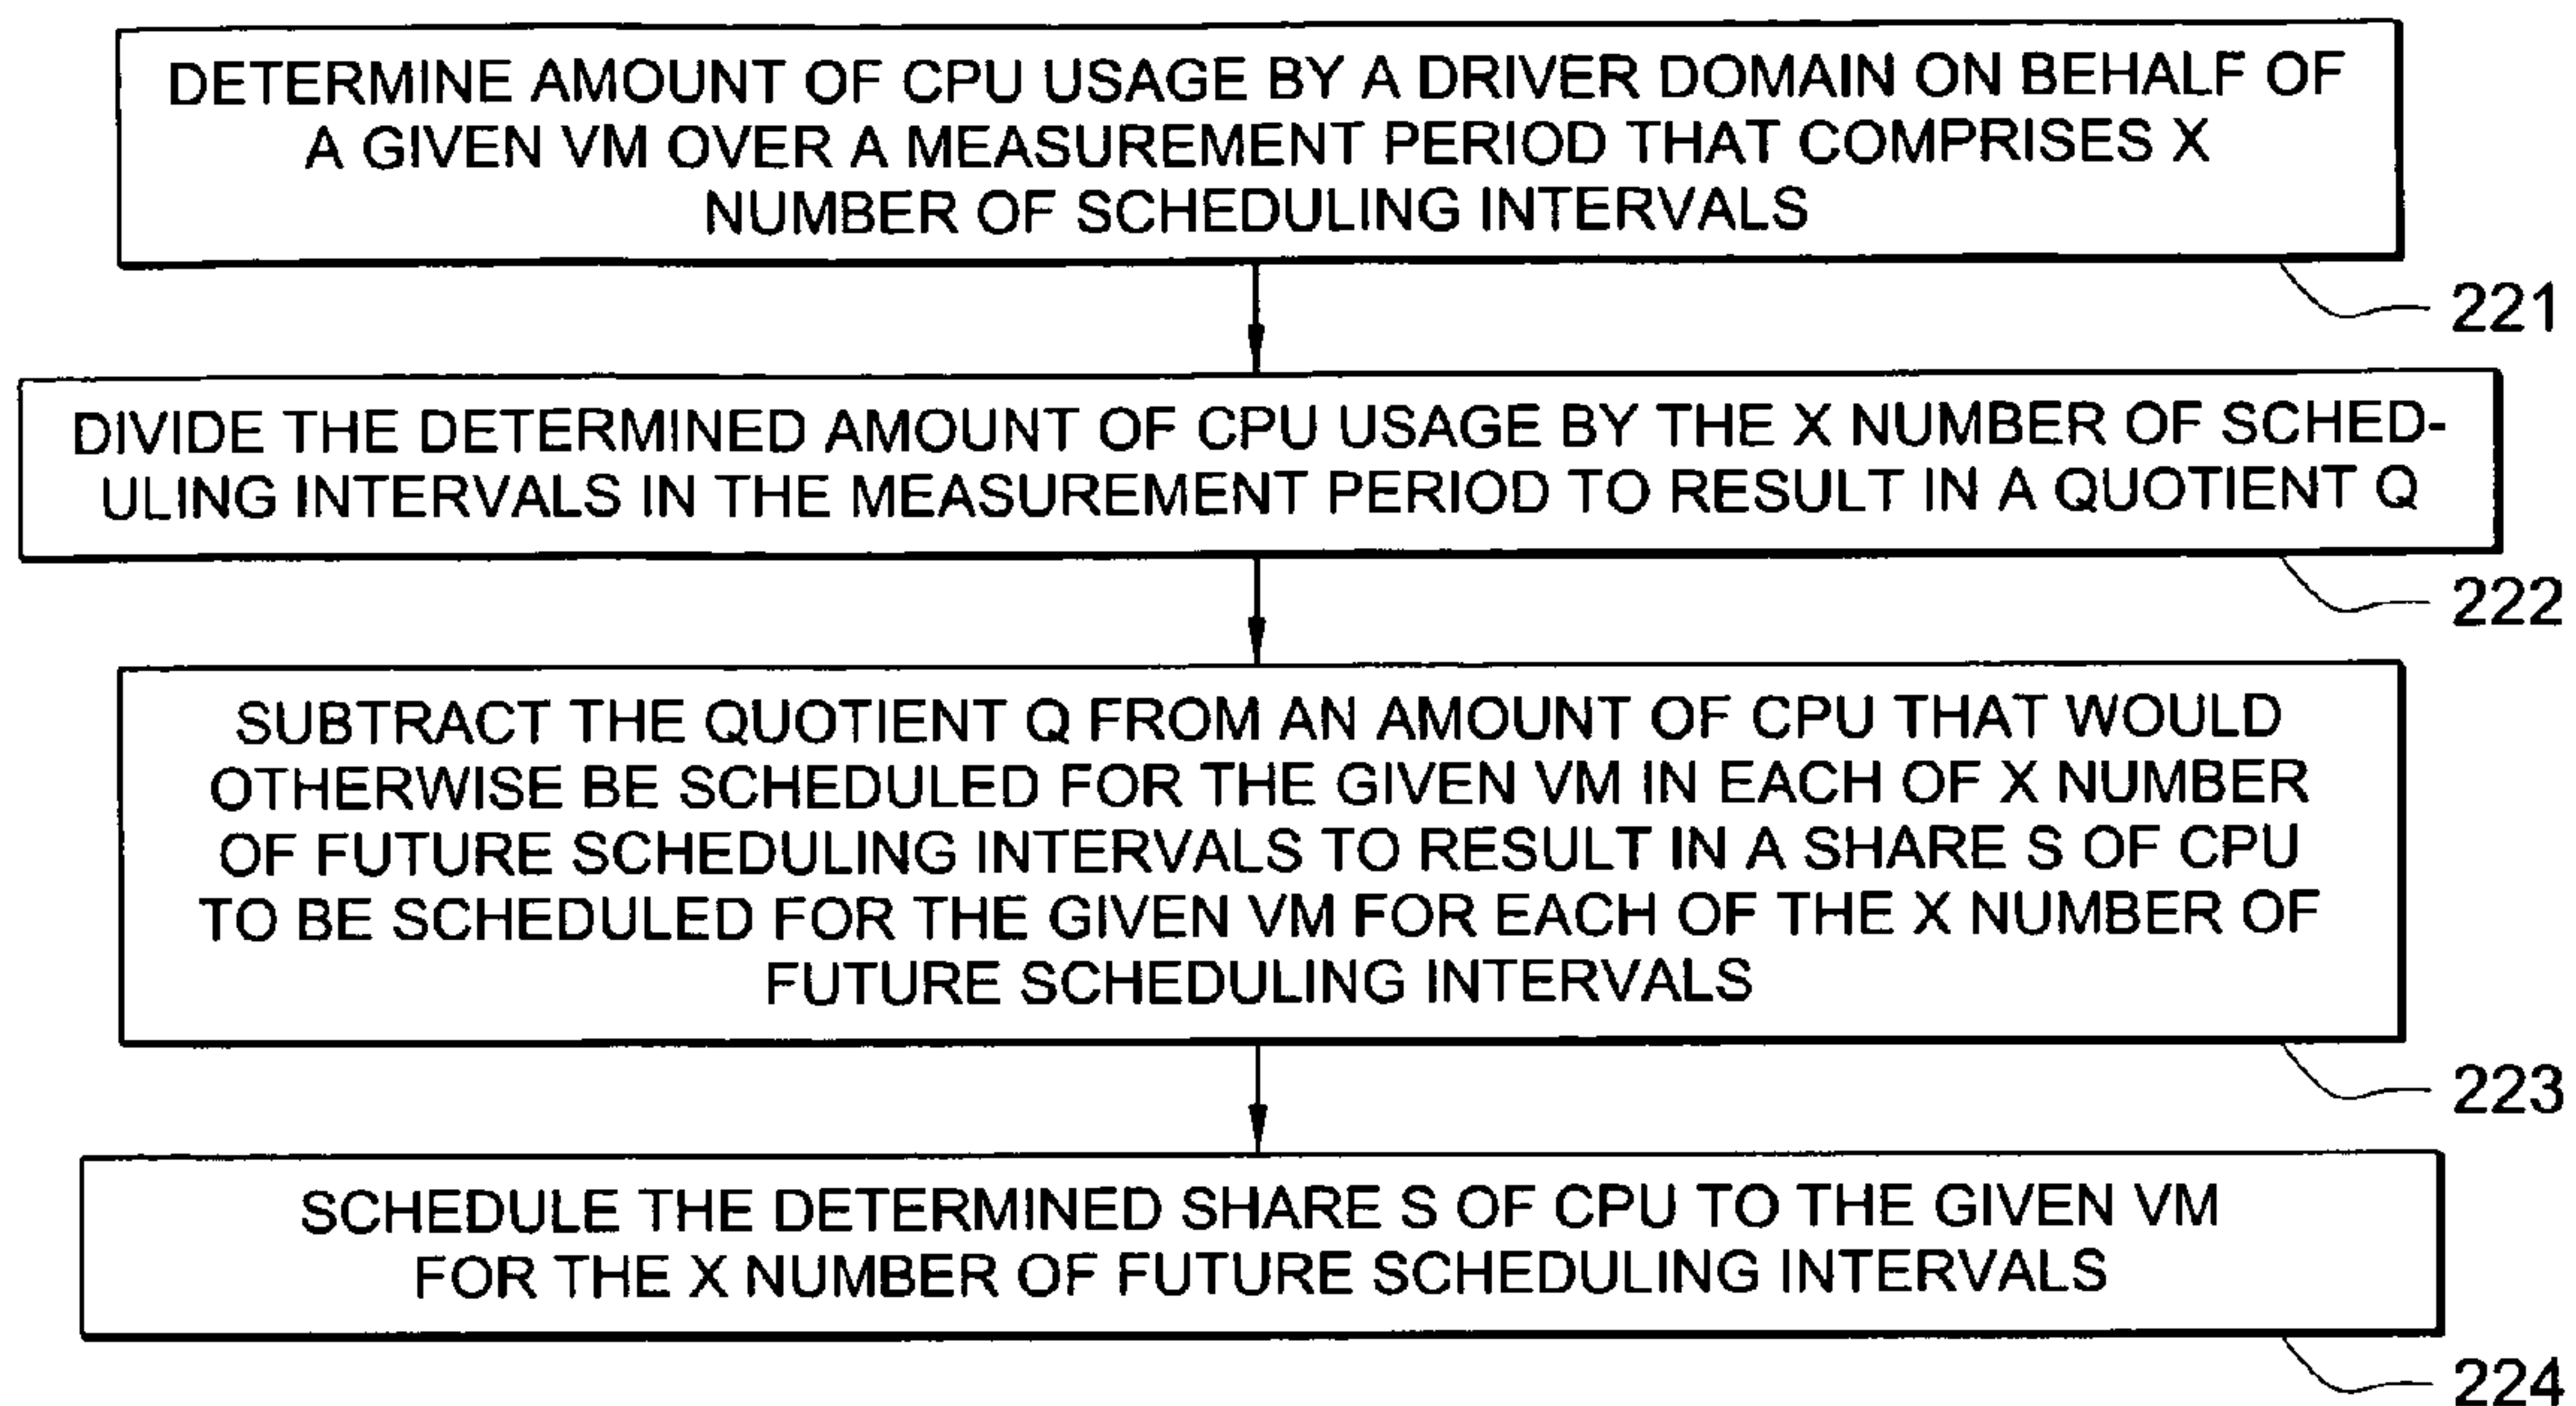 DETERMINE AMOUNT OF CPU USAGE BY A DRIVER DOMAIN ON BEHALF OF
A GIVEN VM OVER A MEASUREMENT PERIOD THAT COMPRISES X
NUMBER OF SCHEDULING INTERVALS
221
DIVIDE THE DETERMINED AMOUNT OF CPU USAGE BY THE X NUMBER OF SCHED-
ULING INTERVALS IN THE MEASUREMENT PERIOD TO RESULT IN A QUOTIENT Q
222
SUBTRACT THE QUOTIENT Q FROM AN AMOUNT OF CPU THAT WOULD
OTHERWISE BE SCHEDULED FOR THE GIVEN VM IN EACH OF X NUMBER
OF FUTURE SCHEDULING INTERVALS TO RESULT IN A SHARE S OF CPU
TO BE SCHEDULED FOR THE GIVEN VM FOR EACH OF THE X NUMBER OF
FUTURE SCHEDULING INTERVALS
223
SCHEDULE THE DETERMINED SHARE S OF CPU TO THE GIVEN VM
FOR THE X NUMBER OF FUTURE SCHEDULING INTERVALS
224